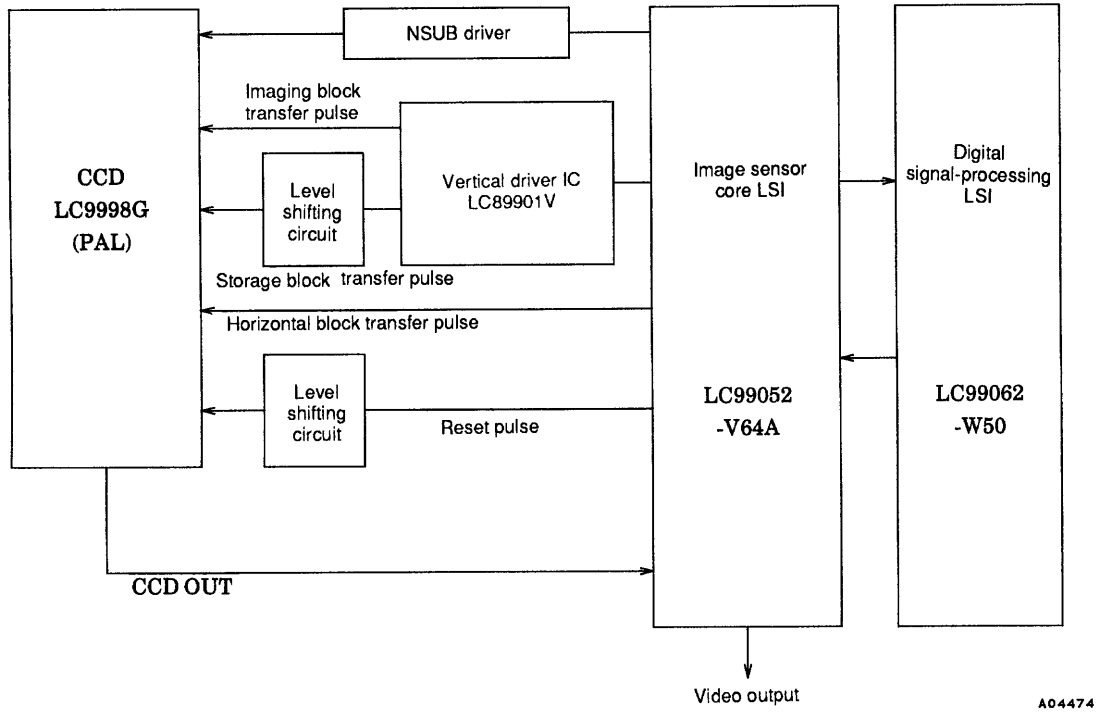 NSUB driver
Imaging block
transfer pulse
CCD
LC9998G
(PAL)
Level
shifting
circuit
Vertical driver IC
LC89901V
Image sensor
core LSI
Digital
signal-processing
LSI
Storage block transfer pulse
Horizontal block transfer pulse
Level
shifting
circuit
Reset pulse
LC99052
-V64A
LC99062
-W50
CCD OUT
Video output
A04474